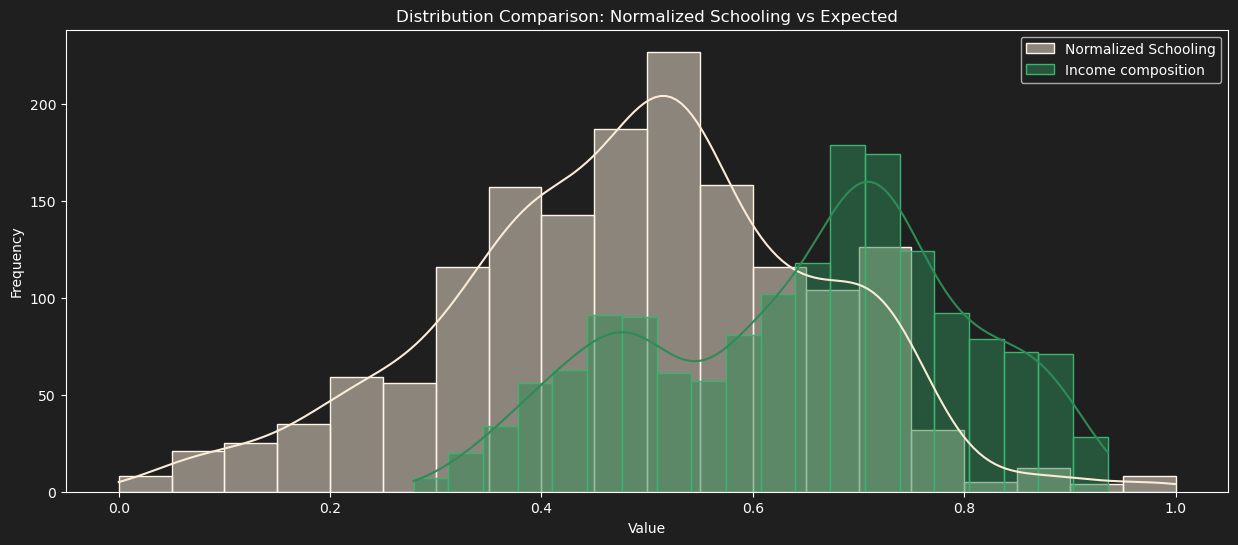 Distribution Comparison: Normalized Schooling vs Expected
Normalized Schooling
Income composition
Frequency
200
150
100
50
0
0.0
0.2
0.4
0.6
0.8
1.0
Value